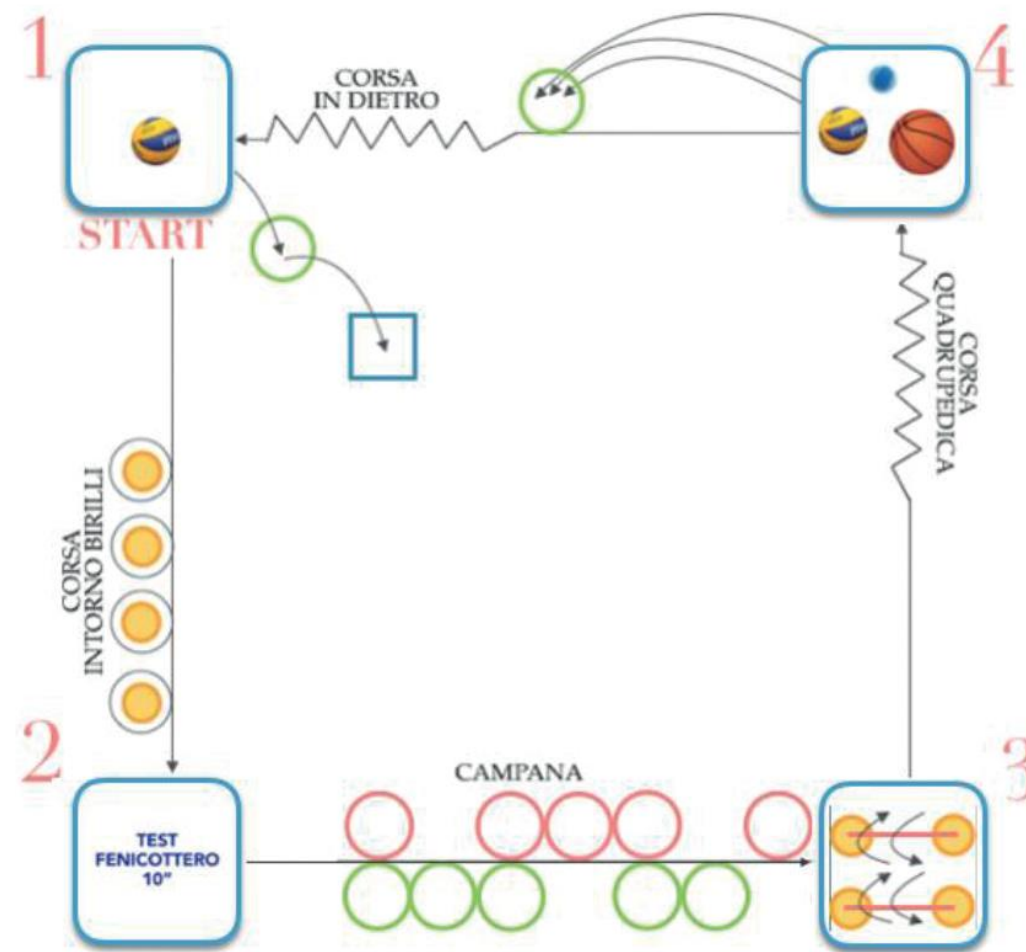 1
START
CORSA
INTORNO BIRILLI
2
TEST
FENICOTTERO
10"
CAMPANA
3
CORSA
QUADRUPEDICA
4
CORSA
IN DIETRO